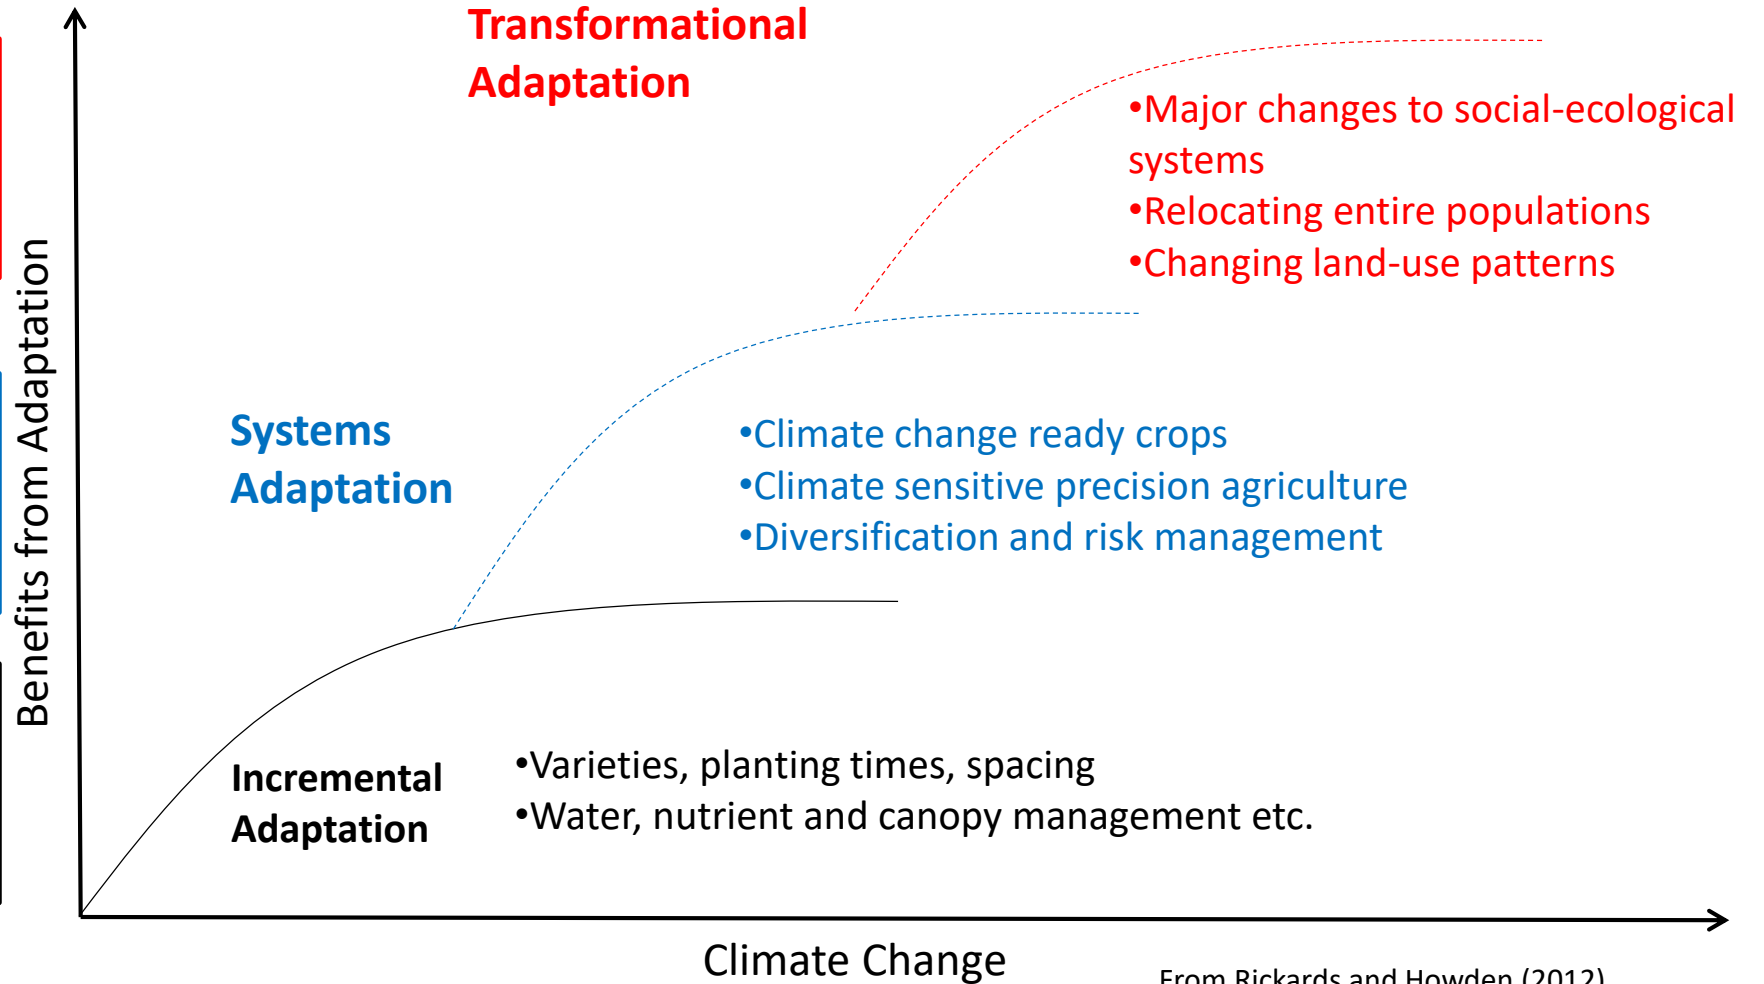 Transformational
Adaptation
•Major changes to social-ecological
systems
•Relocating entire populations
•Changing land-use patterns
Benefits from Adaptation
Systems
Adaptation
•Climate change ready crops
•Climate sensitive precision agriculture
•Diversification and risk management
Incremental
Adaptation
•Varieties, planting times, spacing
•Water, nutrient and canopy management etc.
Climate Change
From Rickards and Howden (2012)